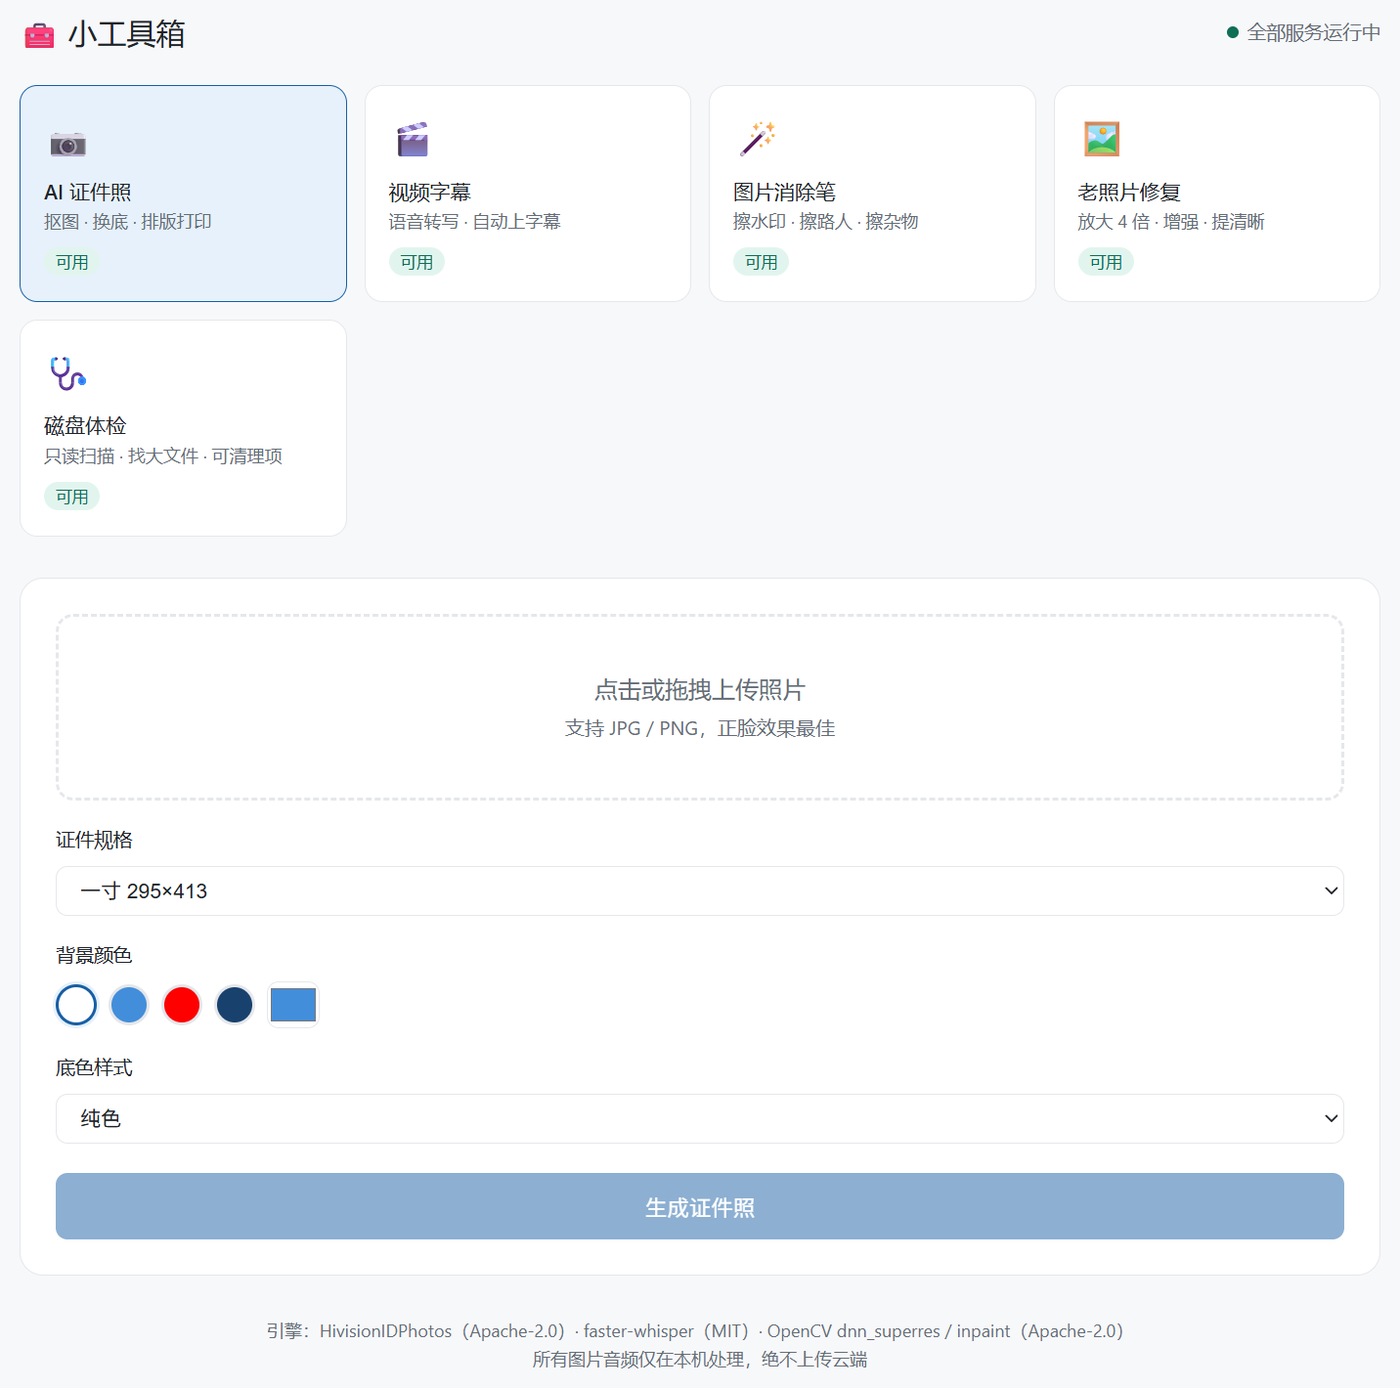 小工具箱
全部服务运行中
AI 证件照
抠图 · 换底 · 排版打印
可用
视频字幕
语音转写 · 自动上字幕
可用
图片消除笔
擦水印 · 擦路人 · 擦杂物
可用
老照片修复
放大 4 倍 · 增强 · 提清晰
可用
磁盘体检
只读扫描 · 找大文件 · 可清理项
可用
点击或拖拽上传照片
支持 JPG / PNG，正脸效果最佳
证件规格
一寸 295×413
背景颜色
底色样式
纯色
生成证件照
引擎：HivisionIDPhotos（Apache-2.0）· faster-whisper（MIT）· OpenCV dnn_superres / inpaint（Apache-2.0）
所有图片音频仅在本机处理，绝不上传云端